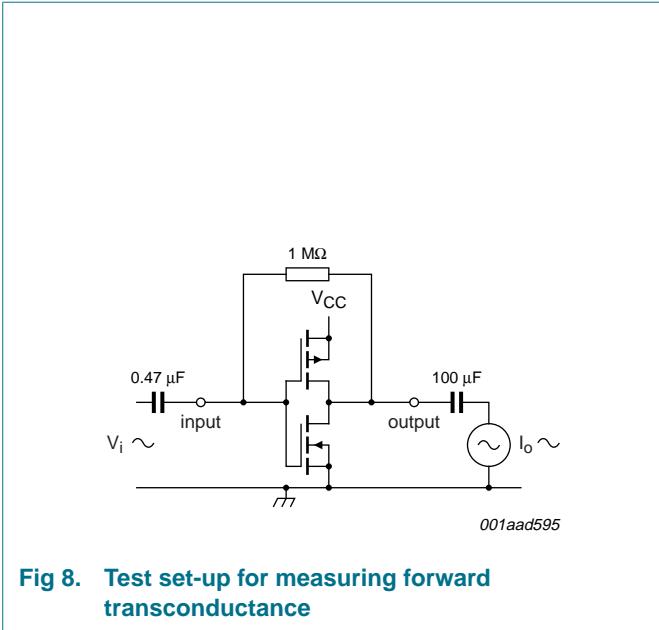 1 MΩ
VCC
0.47 μF
100 μF
input
output
Vi
Io
001aad595
Fig 8. Test set-up for measuring forward
transconductance